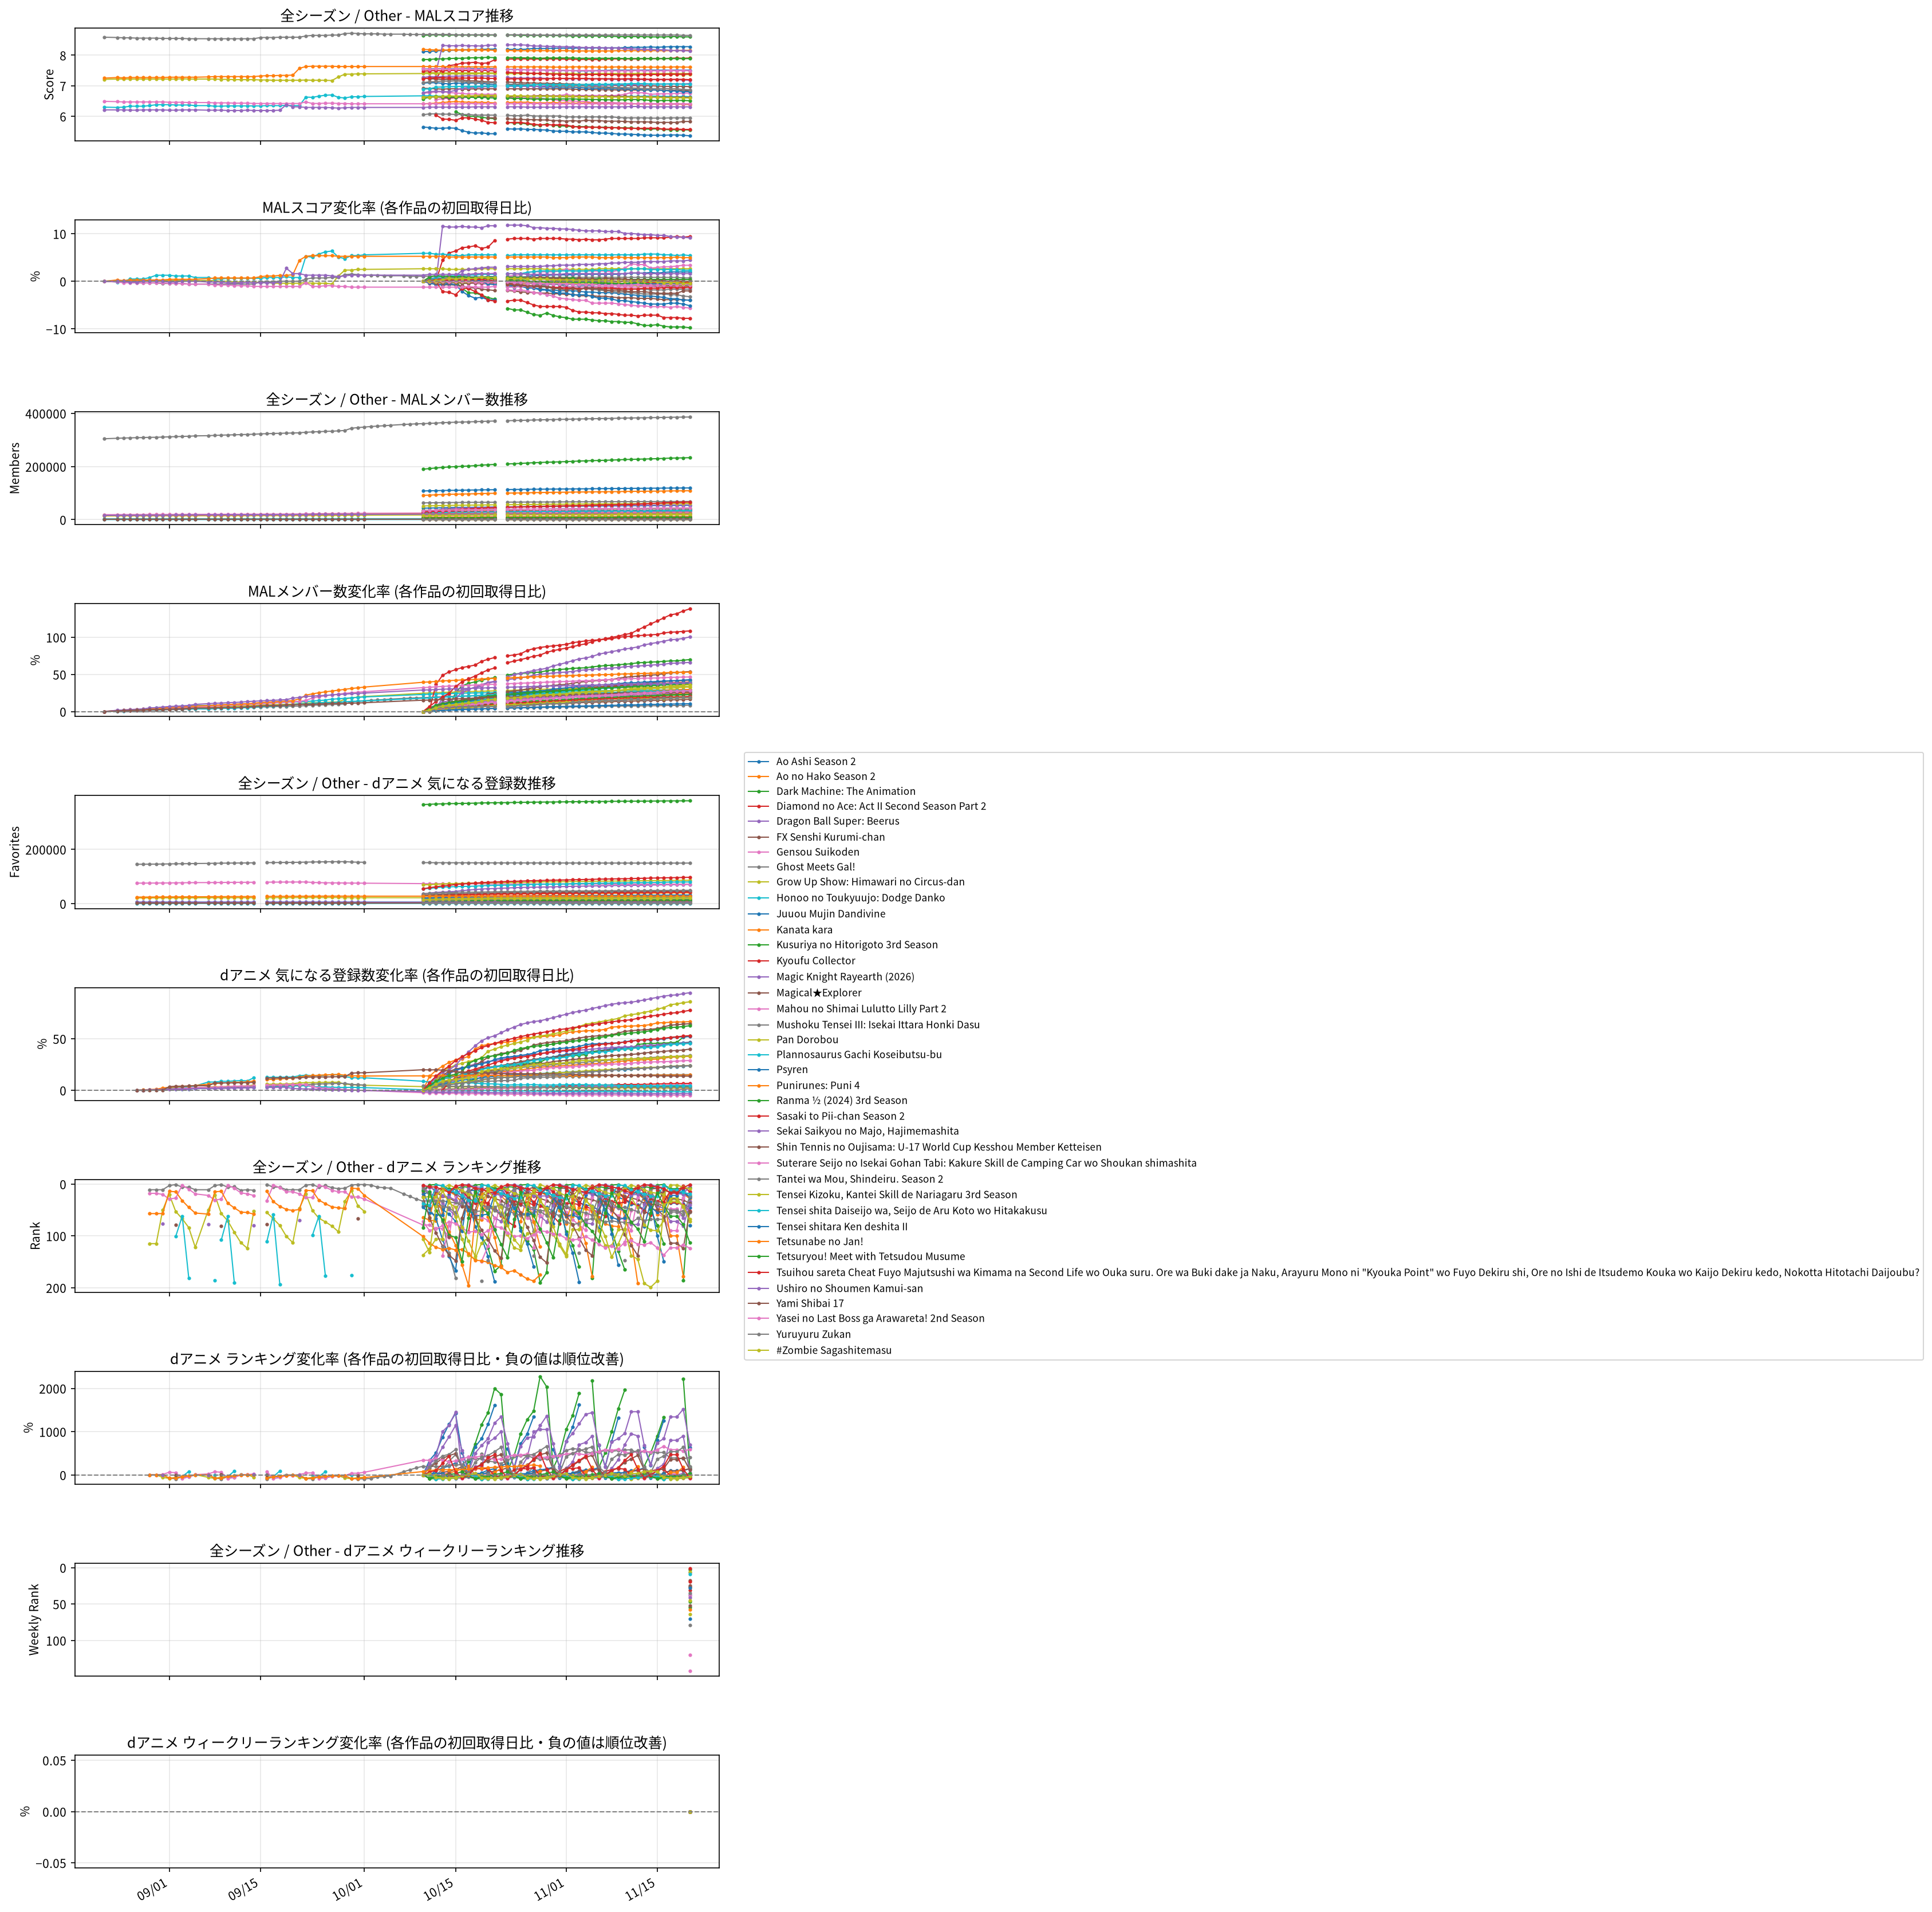 全シーズン / Other - MALスコア推移
Score
8
7
6
MALスコア変化率 (各作品の初回取得日比)
%
10
0
−10
全シーズン / Other - MALメンバー数推移
Members
400000
200000
0
MALメンバー数変化率 (各作品の初回取得日比)
%
100
50
0
全シーズン / Other - dアニメ 気になる登録数推移
Favorites
200000
0
dアニメ 気になる登録数変化率 (各作品の初回取得日比)
%
50
0
全シーズン / Other - dアニメ ランキング推移
Rank
0
100
200
dアニメ ランキング変化率 (各作品の初回取得日比・負の値は順位改善)
%
2000
1000
0
全シーズン / Other - dアニメ ウィークリーランキング推移
Weekly Rank
0
50
100
dアニメ ウィークリーランキング変化率 (各作品の初回取得日比・負の値は順位改善)
%
0.05
0.00
−0.05
09/01
09/15
10/01
10/15
11/01
11/15
Ao Ashi Season 2
Ao no Hako Season 2
Dark Machine: The Animation
Diamond no Ace: Act II Second Season Part 2
Dragon Ball Super: Beerus
FX Senshi Kurumi-chan
Gensou Suikoden
Ghost Meets Gal!
Grow Up Show: Himawari no Circus-dan
Honoo no Toukyuujo: Dodge Danko
Juuou Mujin Dandivine
Kanata kara
Kusuriya no Hitorigoto 3rd Season
Kyoufu Collector
Magic Knight Rayearth (2026)
Magical★Explorer
Mahou no Shimai Lulutto Lilly Part 2
Mushoku Tensei III: Isekai Ittara Honki Dasu
Pan Dorobou
Plannosaurus Gachi Koseibutsu-bu
Psyren
Punirunes: Puni 4
Ranma ½ (2024) 3rd Season
Sasaki to Pii-chan Season 2
Sekai Saikyou no Majo, Hajimemashita
Shin Tennis no Oujisama: U-17 World Cup Kesshou Member Ketteisen
Suterare Seijo no Isekai Gohan Tabi: Kakure Skill de Camping Car wo Shoukan shimashita
Tantei wa Mou, Shindeiru. Season 2
Tensei Kizoku, Kantei Skill de Nariagaru 3rd Season
Tensei shita Daiseijo wa, Seijo de Aru Koto wo Hitakakusu
Tensei shitara Ken deshita II
Tetsunabe no Jan!
Tetsuryou! Meet with Tetsudou Musume
Tsuihou sareta Cheat Fuyo Majutsushi wa Kimama na Second Life wo Ouka suru. Ore wa Buki dake ja Naku, Arayuru Mono ni "Kyouka Point" wo Fuyo Dekiru shi, Ore no Ishi de Itsudemo Kouka wo Kaijo Dekiru kedo, Nokotta Hitotachi Daijoubu?
Ushiro no Shoumen Kamui-san
Yami Shibai 17
Yasei no Last Boss ga Arawareta! 2nd Season
Yuruyuru Zukan
#Zombie Sagashitemasu